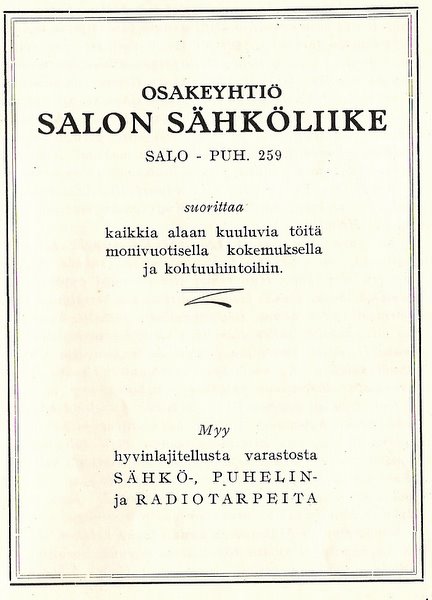 OSAKEYHTIÖ
SALON SÄHKÖLIIKE
SALO - PUH. 259
suorittaa
kaikkia alaan kuuluvia töitä
monivuotisella kokemuksella
ja kohtuuhintoihin.
Myy
hyvinlajitellusta varastosta
SÄHKÖ-, PUHELIN-
ja RADIOTARPEITA